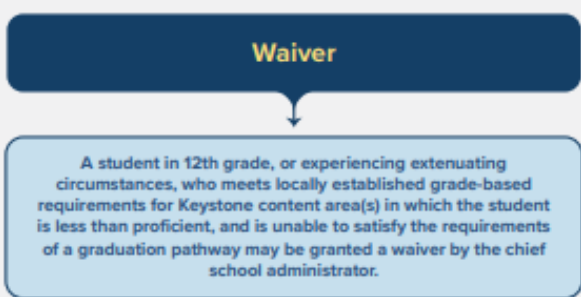 Waiver
A student in 12th grade, or experiencing extenuating
circumstances, who meets locally established grade-based
requirements for Keystone content area(s) in which the student
is less than proficient, and is unable to satisfy the requirements
of a graduation pathway may be granted a waiver by the chief
school administrator.